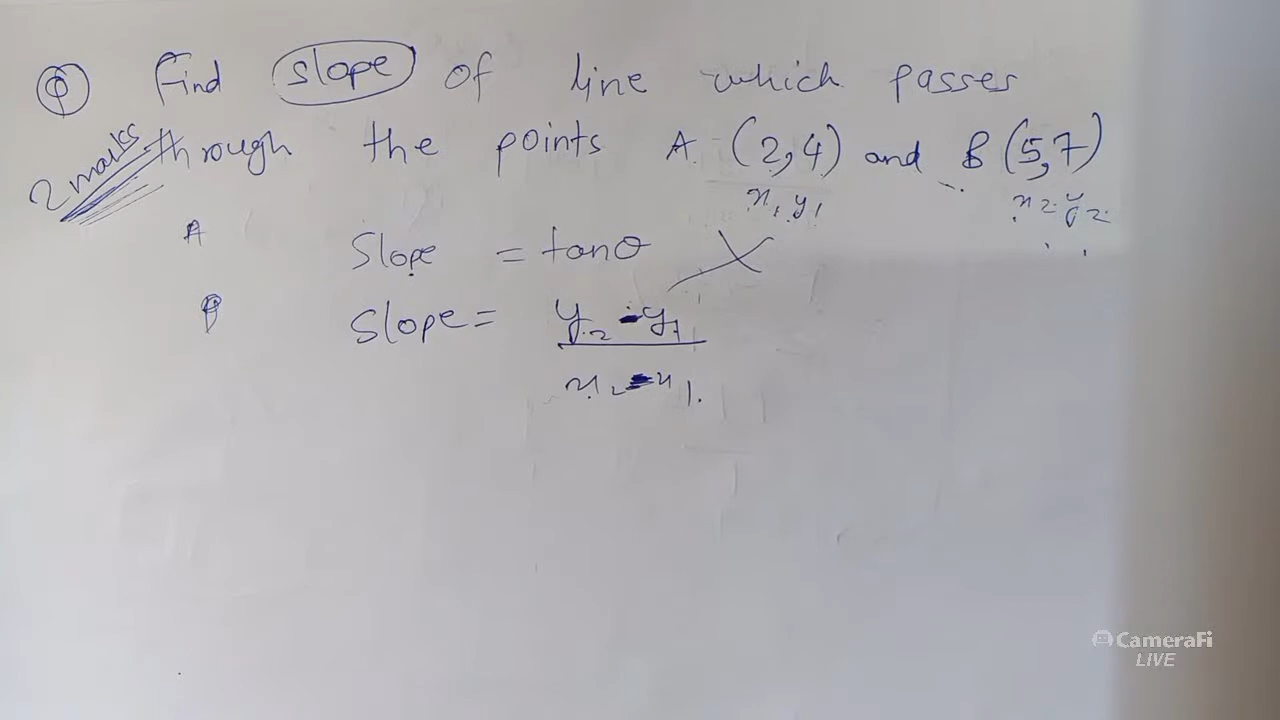 Q Find slope of line which passes
2 marks through the points A (2,4) and B (5,7)
x₁ y₁ x₂ y₂
A Slope = tanθ
Slope = y₂ - y₁
x₂ - x₁
CameraFi
LIVE